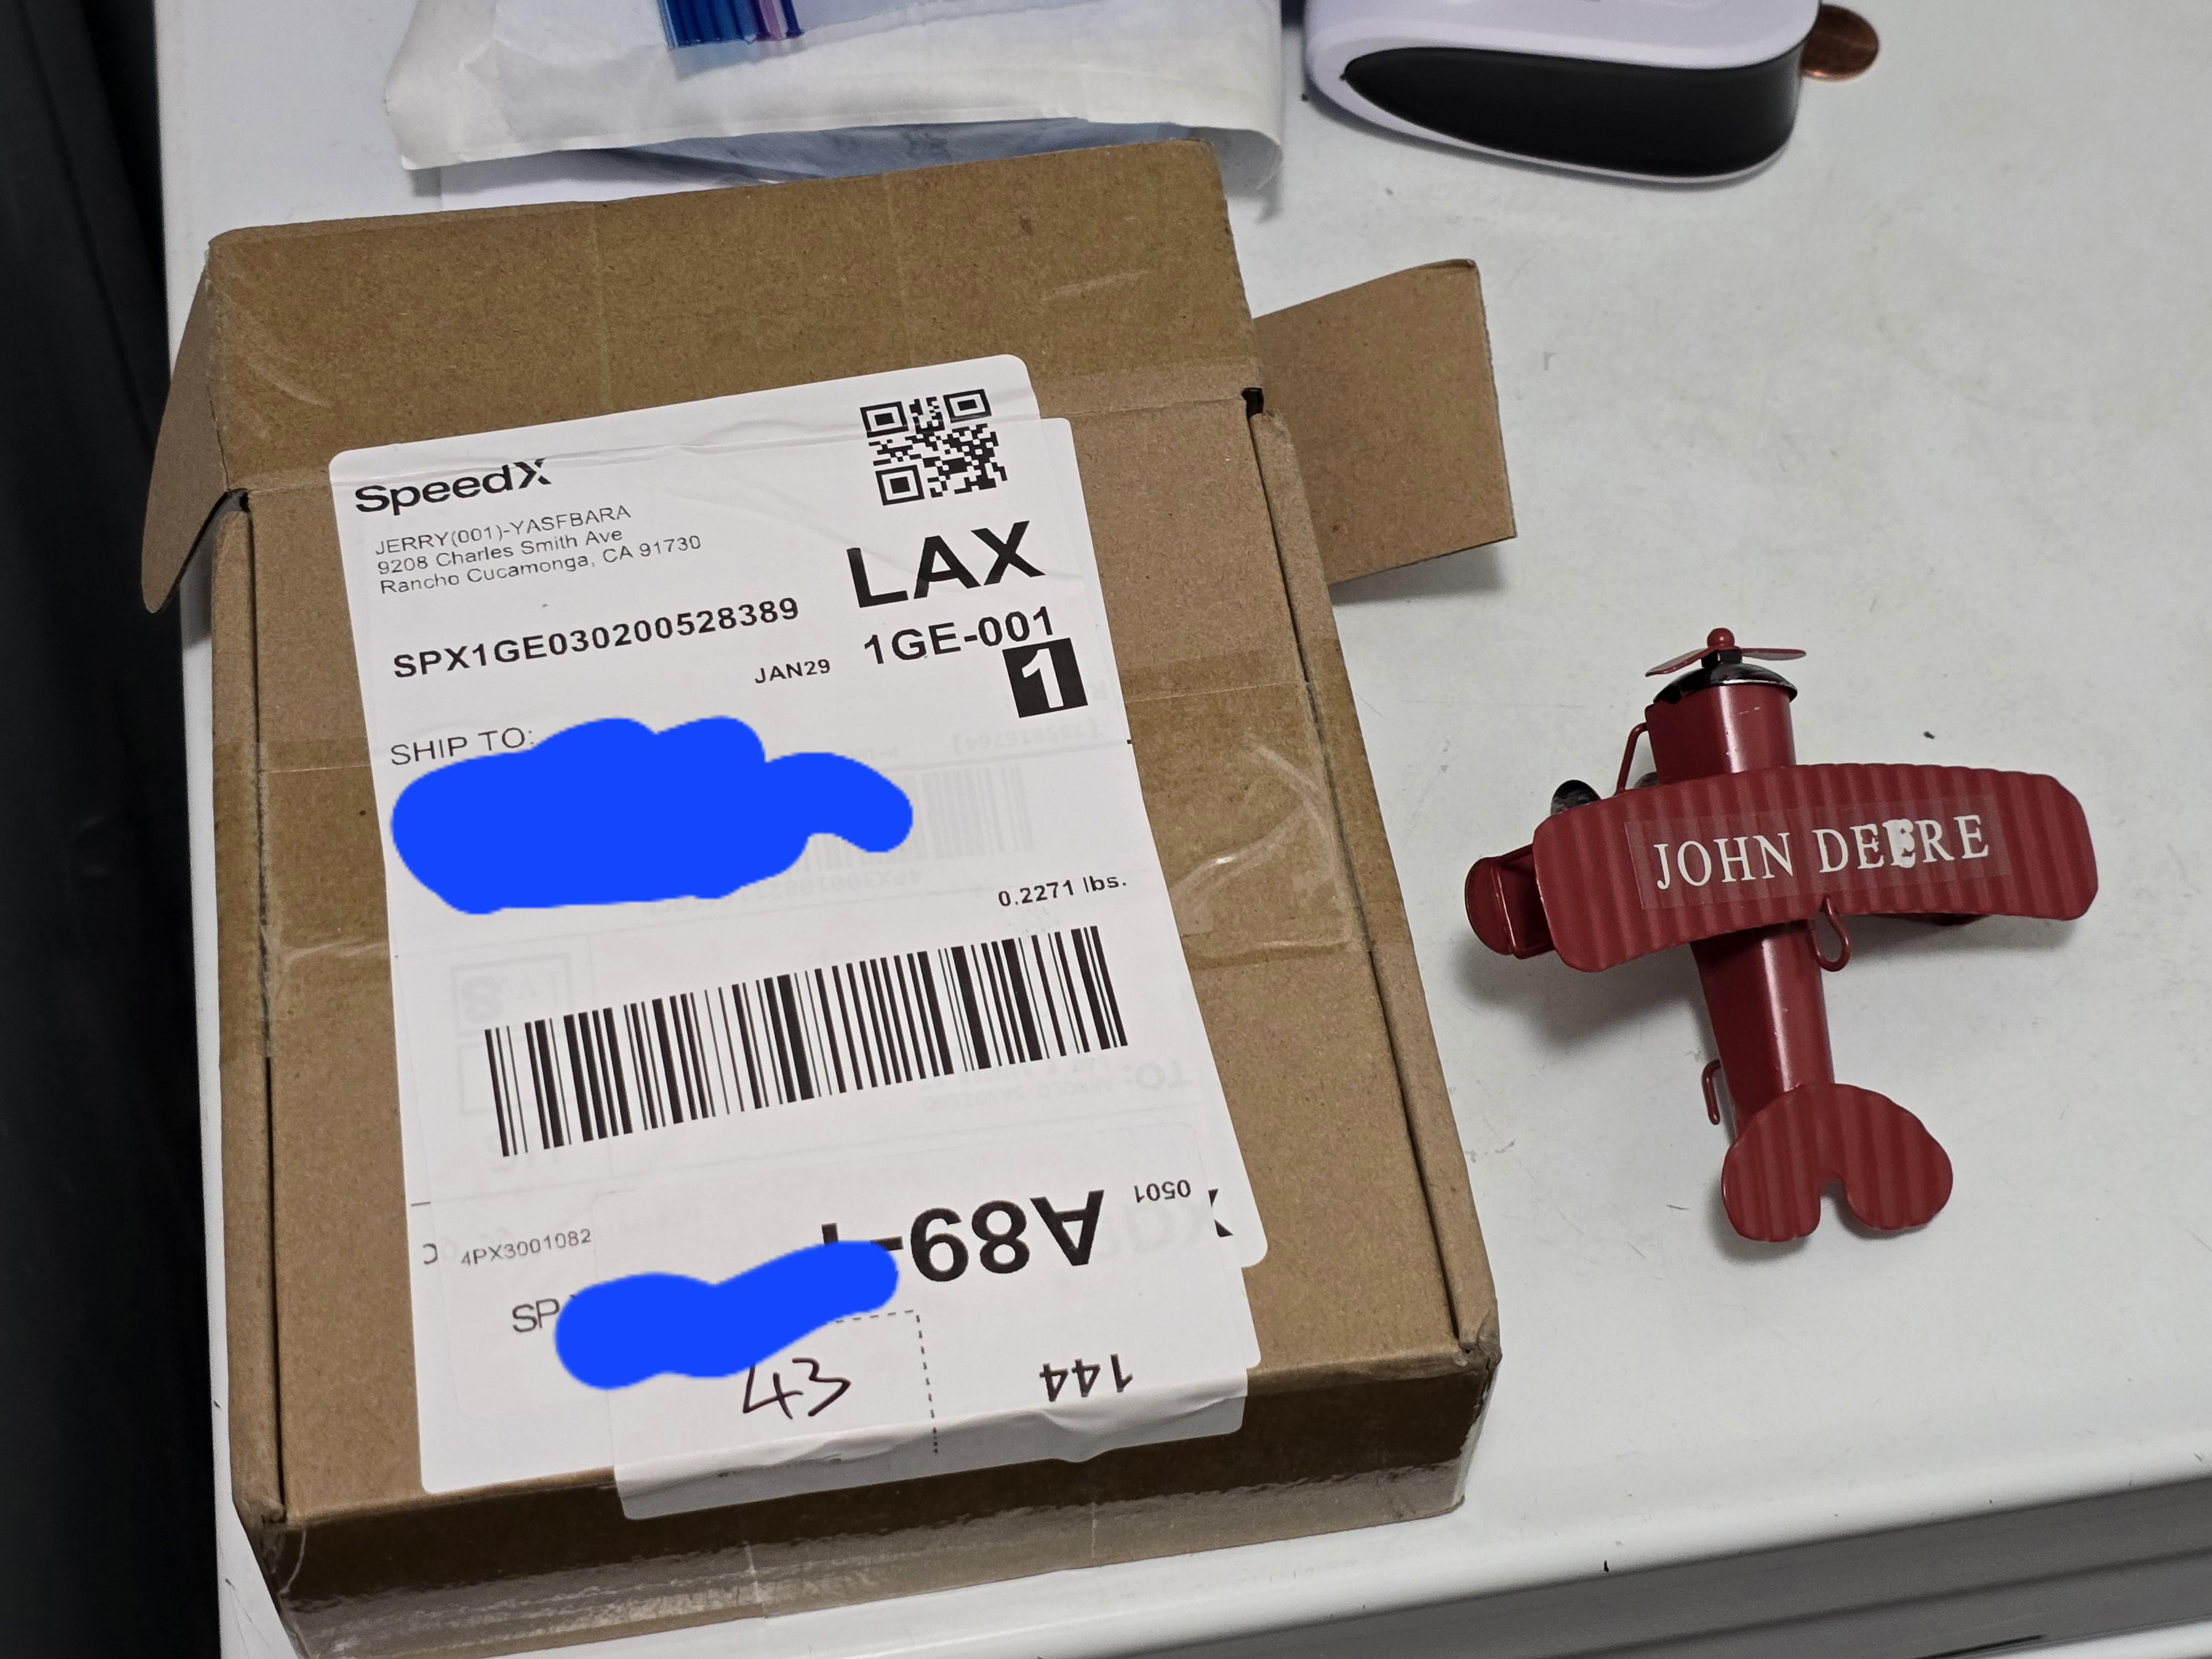 SpeedX
JERRY(001)-YASFBARA
9208 Charles Smith Ave
Rancho Cucamonga, CA 91730
LAX
SPX1GE030200528389
1GE-001
JAN29
1
SHIP TO:
0.2271 lbs.
0501
A89-
4PX3001082
SP
43
144
JOHN DEERE